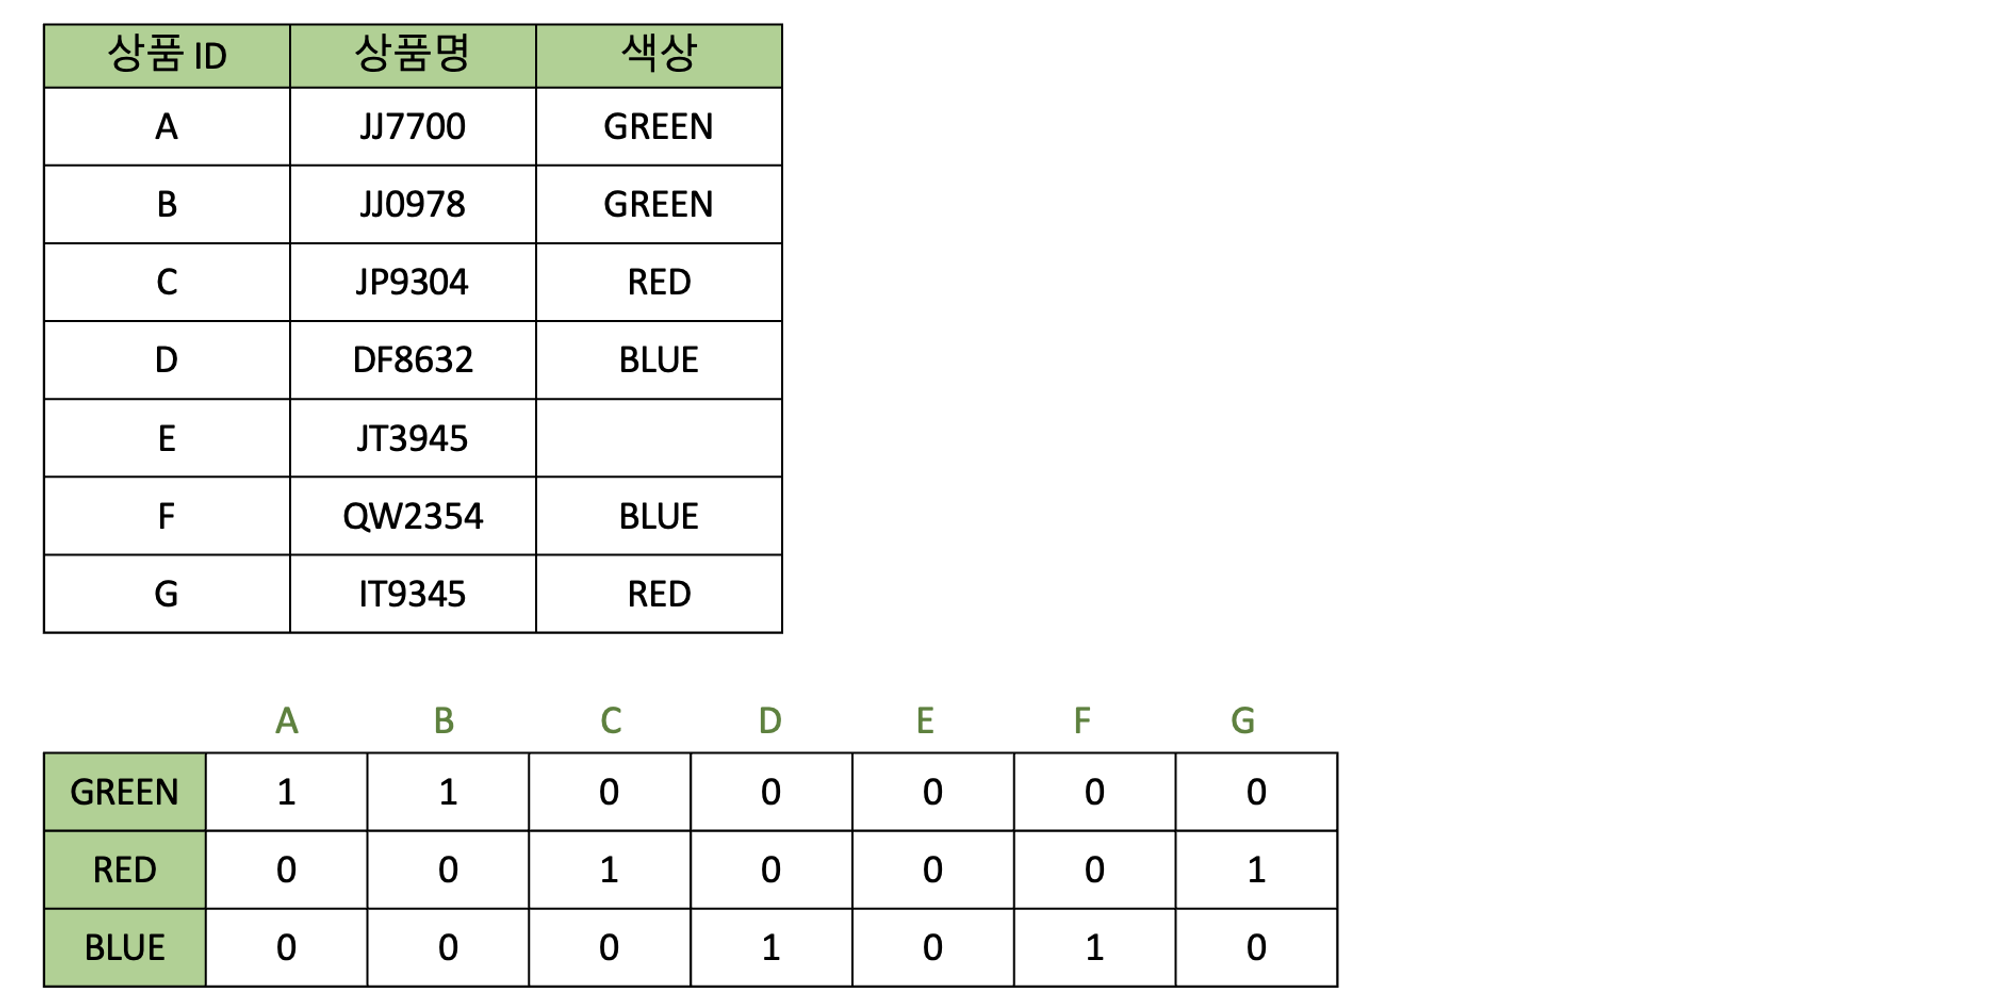 상품 ID 상품명 색상
A JJ7700 GREEN
B JJ0978 GREEN
C JP9304 RED
D DF8632 BLUE
E JT3945
F QW2354 BLUE
G IT9345 RED
A B C D E F G
GREEN 1 1 0 0 0 0 0
RED 0 0 1 0 0 0 1
BLUE 0 0 0 1 0 1 0